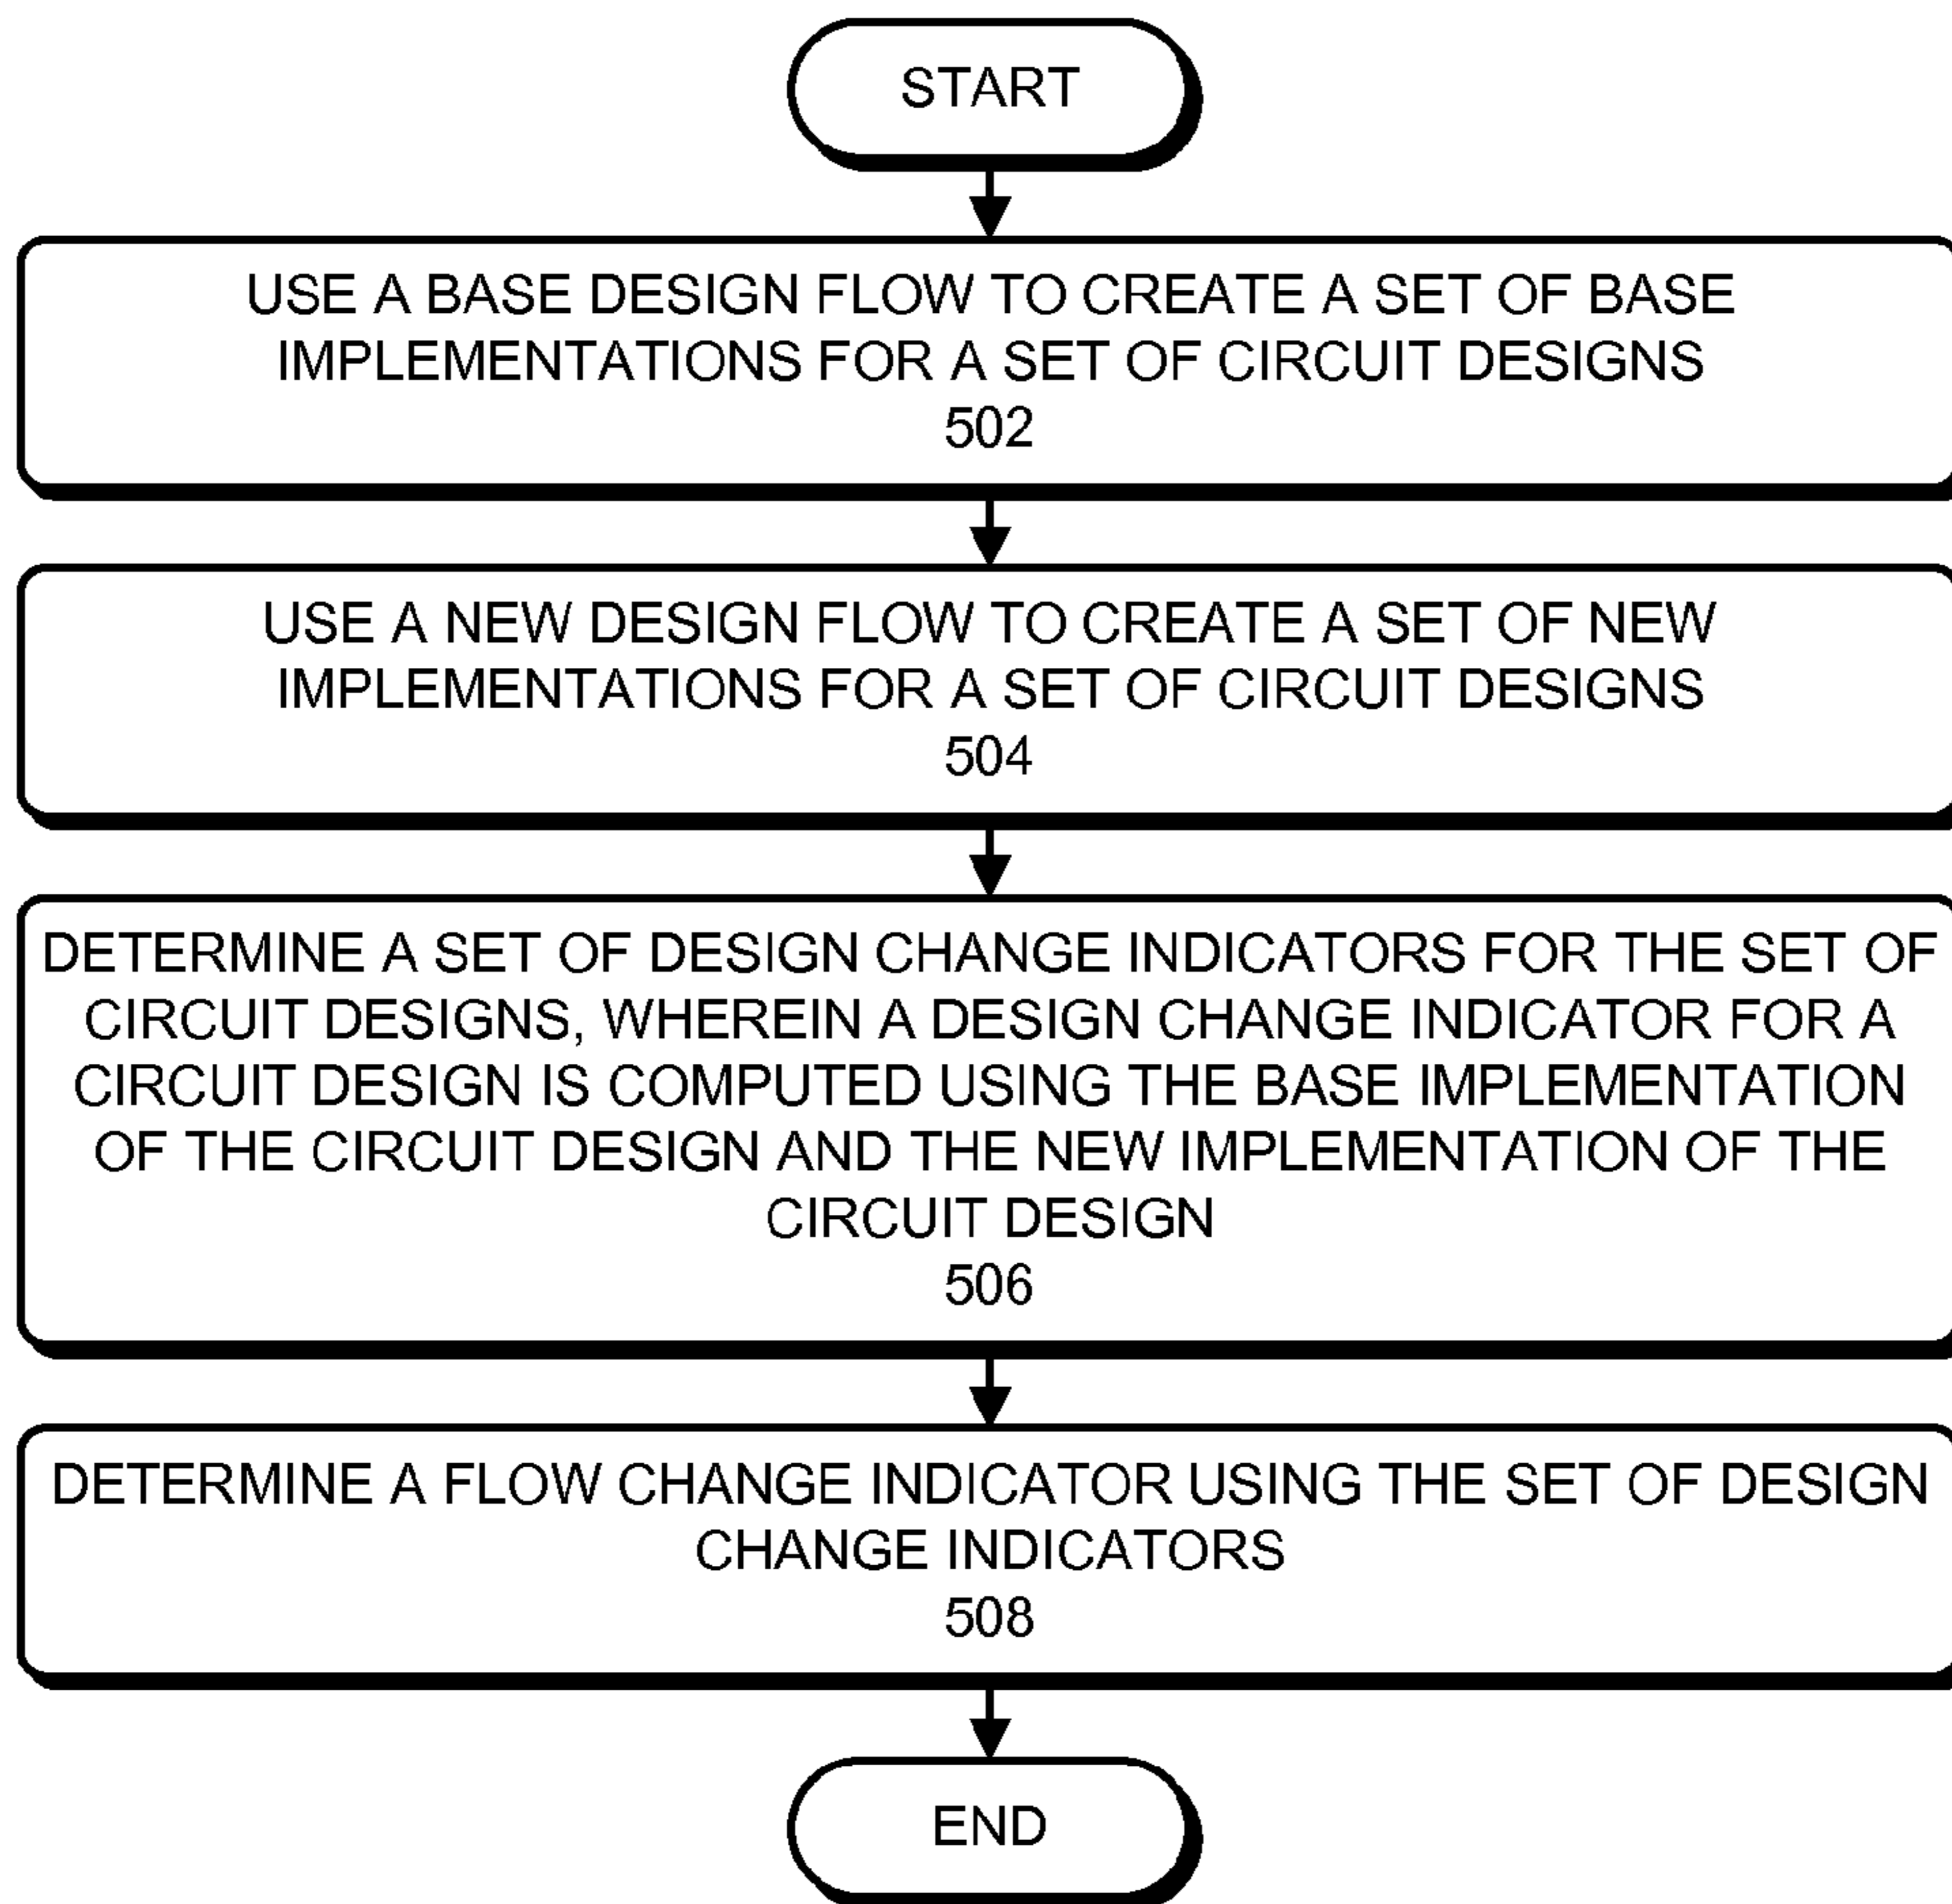 START
USE A BASE DESIGN FLOW TO CREATE A SET OF BASE
IMPLEMENTATIONS FOR A SET OF CIRCUIT DESIGNS
502
USE A NEW DESIGN FLOW TO CREATE A SET OF NEW
IMPLEMENTATIONS FOR A SET OF CIRCUIT DESIGNS
504
DETERMINE A SET OF DESIGN CHANGE INDICATORS FOR THE SET OF
CIRCUIT DESIGNS, WHEREIN A DESIGN CHANGE INDICATOR FOR A
CIRCUIT DESIGN IS COMPUTED USING THE BASE IMPLEMENTATION
OF THE CIRCUIT DESIGN AND THE NEW IMPLEMENTATION OF THE
CIRCUIT DESIGN
506
DETERMINE A FLOW CHANGE INDICATOR USING THE SET OF DESIGN
CHANGE INDICATORS
508
END